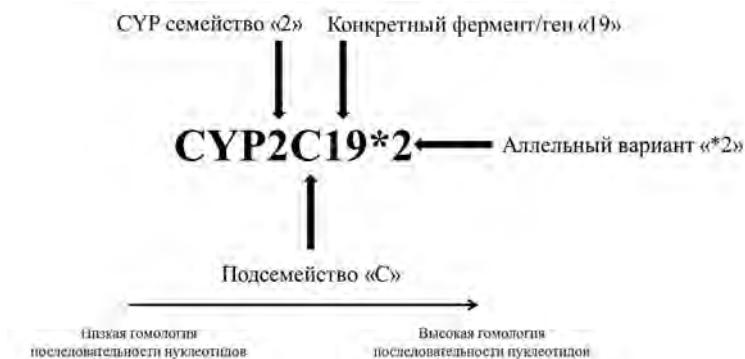 CYP семейство «2» Конкретный фермент/ген «19»
CYP2C19*2
Аллельный вариант «*2»
Подсемейство «C»
Низкая гомология
последовательности нуклеотидов
Высокая гомология
последовательности нуклеотидов